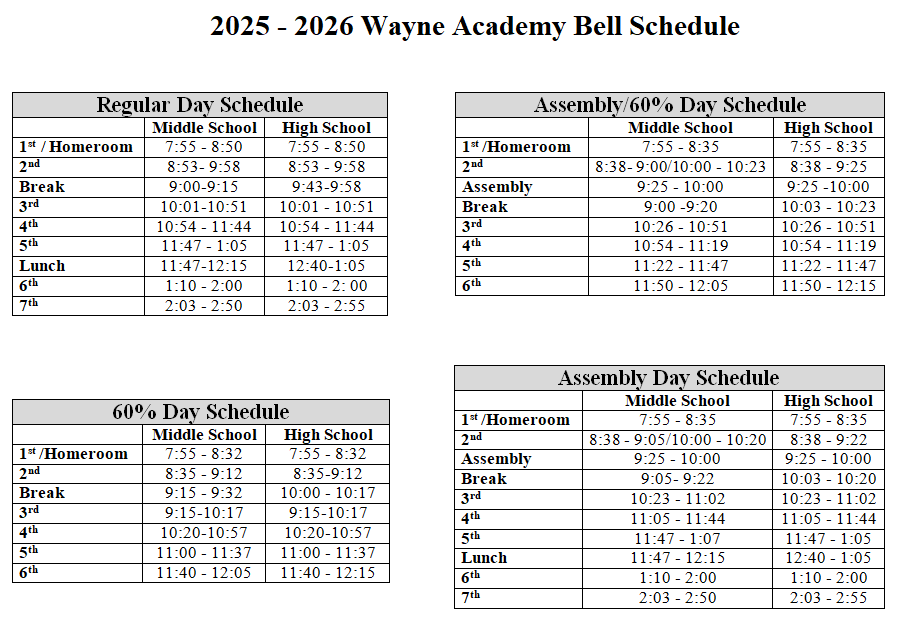 2025 - 2026 Wayne Academy Bell Schedule
Regular Day Schedule
Middle School High School
1st / Homeroom 7:55 - 8:50 7:55 - 8:50
2nd 8:53- 9:58 8:53 - 9:58
Break 9:00-9:15 9:43-9:58
3rd 10:01-10:51 10:01 - 10:51
4th 10:54 - 11:44 10:54 - 11:44
5th 11:47 - 1:05 11:47 - 1:05
Lunch 11:47-12:15 12:40-1:05
6th 1:10 - 2:00 1:10 - 2: 00
7th 2:03 - 2:50 2:03 - 2:55
Assembly/60% Day Schedule
Middle School High School
1st /Homeroom 7:55 - 8:35 7:55 - 8:35
2nd 8:38- 9:00/10:00 - 10:23 8:38 - 9:25
Assembly 9:25 - 10:00 9:25 -10:00
Break 9:00 -9:20 10:03 - 10:23
3rd 10:26 - 10:51 10:26 - 10:51
4th 10:54 - 11:19 10:54 - 11:19
5th 11:22 - 11:47 11:22 - 11:47
6th 11:50 - 12:05 11:50 - 12:15
60% Day Schedule
Middle School High School
1st /Homeroom 7:55 - 8:32 7:55 - 8:32
2nd 8:35 - 9:12 8:35-9:12
Break 9:15 - 9:32 10:00 - 10:17
3rd 9:15-10:17 9:15-10:17
4th 10:20-10:57 10:20-10:57
5th 11:00 - 11:37 11:00 - 11:37
6th 11:40 - 12:05 11:40 - 12:15
Assembly Day Schedule
Middle School High School
1st /Homeroom 7:55 - 8:35 7:55 - 8:35
2nd 8:38 - 9:05/10:00 - 10:20 8:38 - 9:22
Assembly 9:25 - 10:00 9:25 - 10:00
Break 9:05- 9:22 10:03 - 10:20
3rd 10:23 - 11:02 10:23 - 11:02
4th 11:05 - 11:44 11:05 - 11:44
5th 11:47 - 1:07 11:47 - 1:05
Lunch 11:47 - 12:15 12:40 - 1:05
6th 1:10 - 2:00 1:10 - 2:00
7th 2:03 - 2:50 2:03 - 2:55